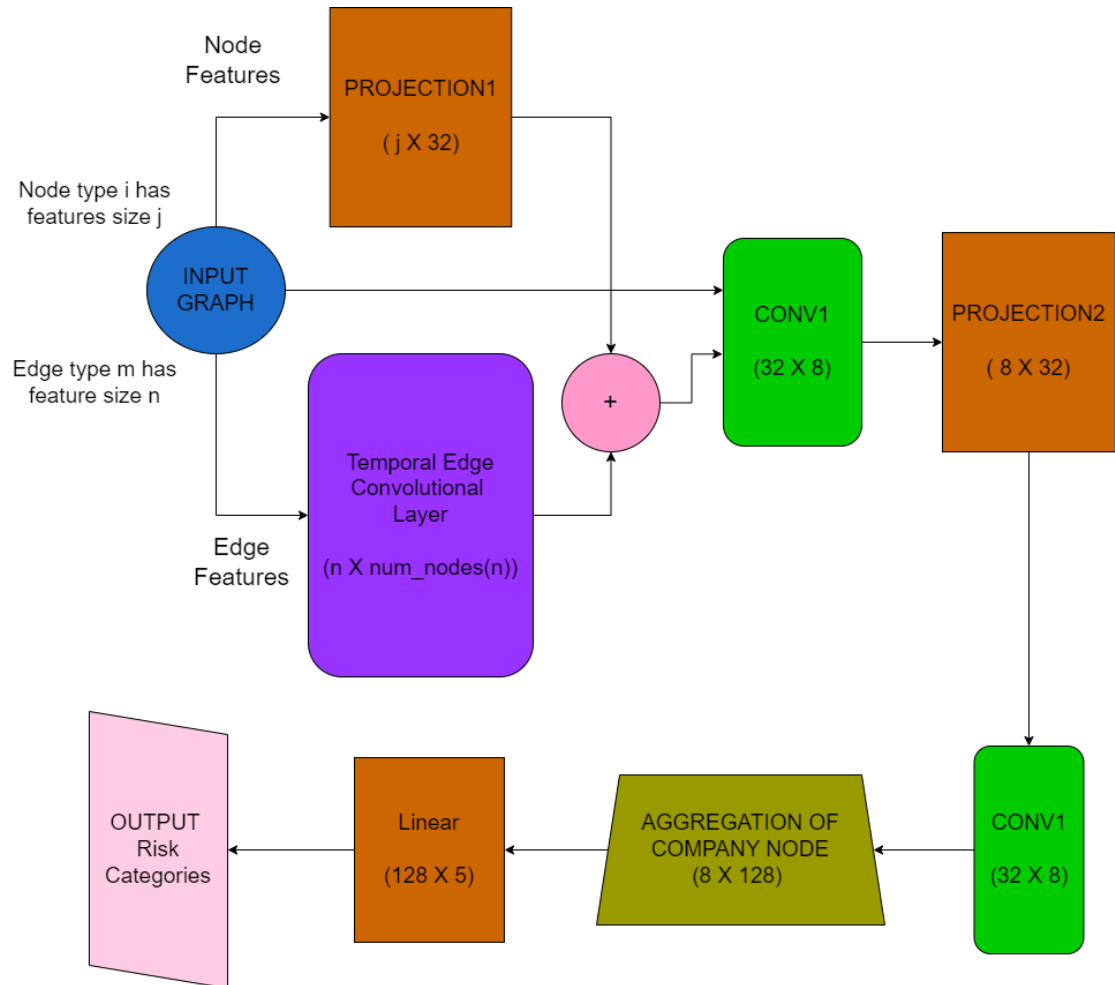 Node
Features
PROJECTION1
( j X 32)
Node type i has
features size j
INPUT
GRAPH
Edge type m has
feature size n
Edge
Features
Temporal Edge
Convolutional
Layer
(n X num_nodes(n))
+
CONV1
(32 X 8)
PROJECTION2
( 8 X 32)
CONV1
(32 X 8)
AGGREGATION OF
COMPANY NODE
(8 X 128)
Linear
(128 X 5)
OUTPUT
Risk
Categories